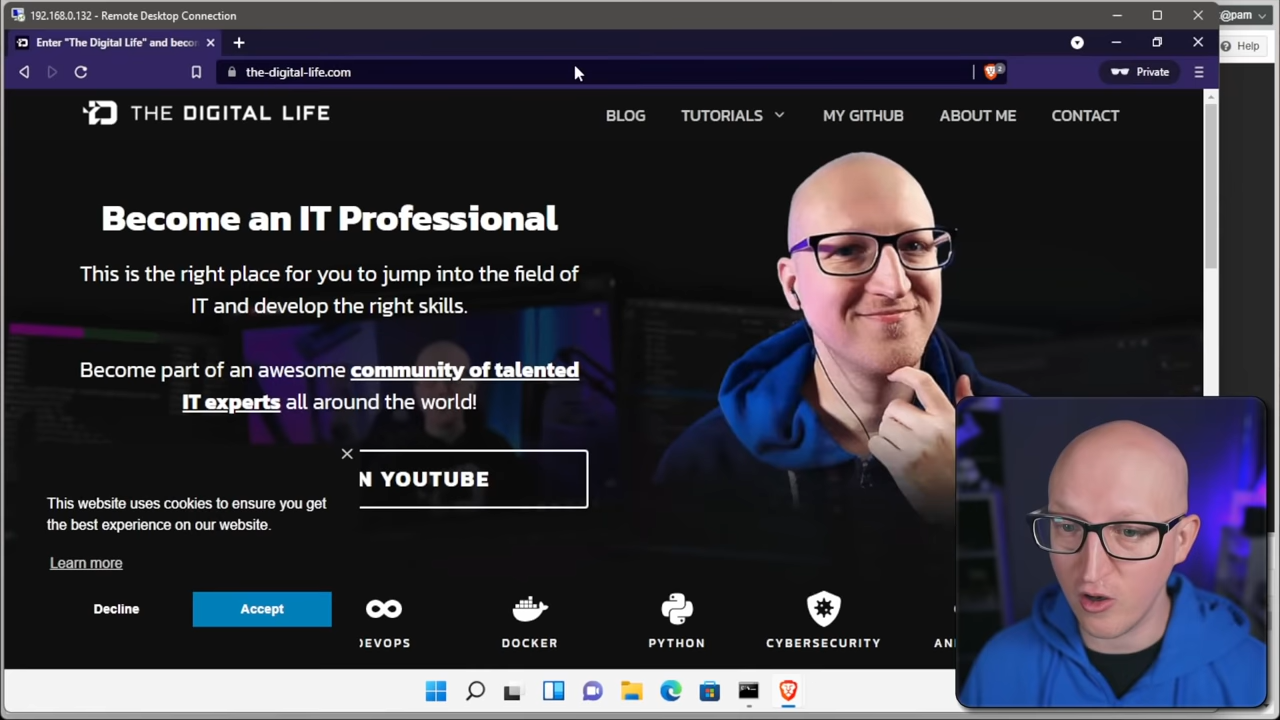 192.168.0.132 - Remote Desktop Connection
@pam
Enter "The Digital Life" and becor
Help
the-digital-life.com
2
Private
THE DIGITAL LIFE
BLOG
TUTORIALS
MY GITHUB
ABOUT ME
CONTACT
Become an IT Professional
This is the right place for you to jump into the field of
IT and develop the right skills.
Become part of an awesome community of talented
IT experts all around the world!
N YOUTUBE
This website uses cookies to ensure you get
the best experience on our website.
Learn more
Decline
Accept
DEVOPS
DOCKER
PYTHON
CYBERSECURITY
AN